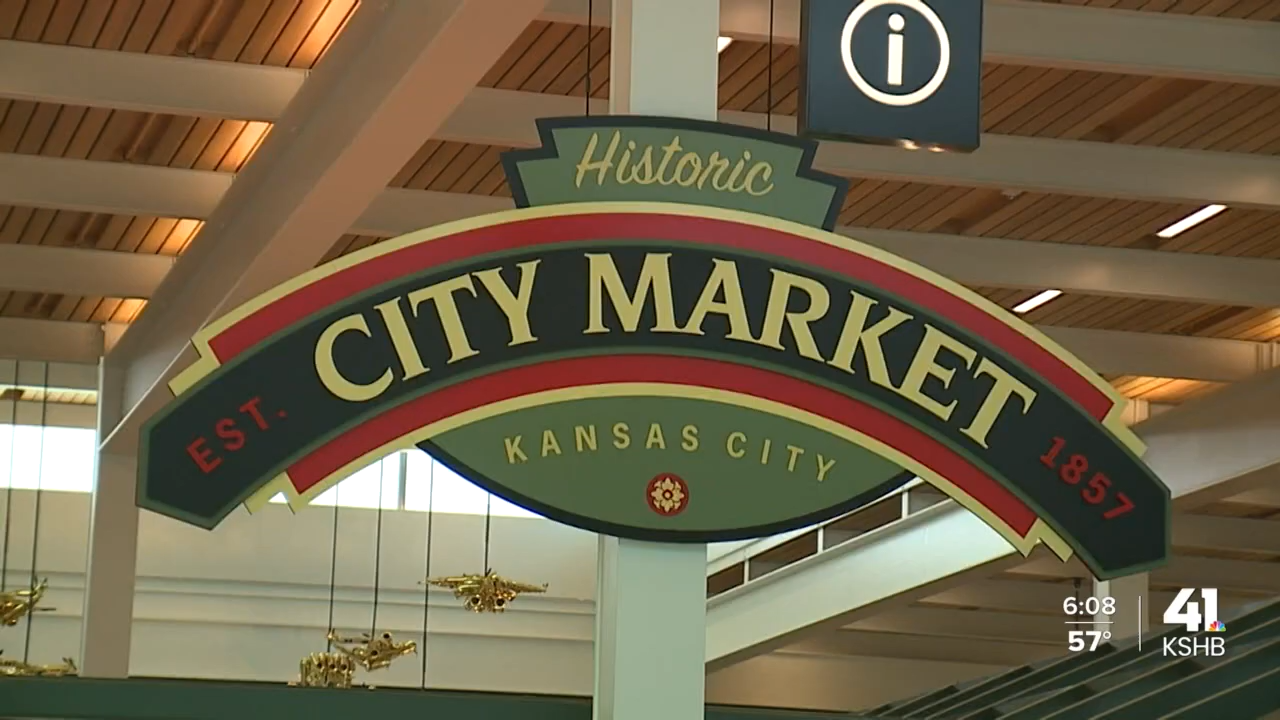 i
Historic
CITY MARKET
EST. 1857
KANSAS CITY
6:08
57°
41
KSHB